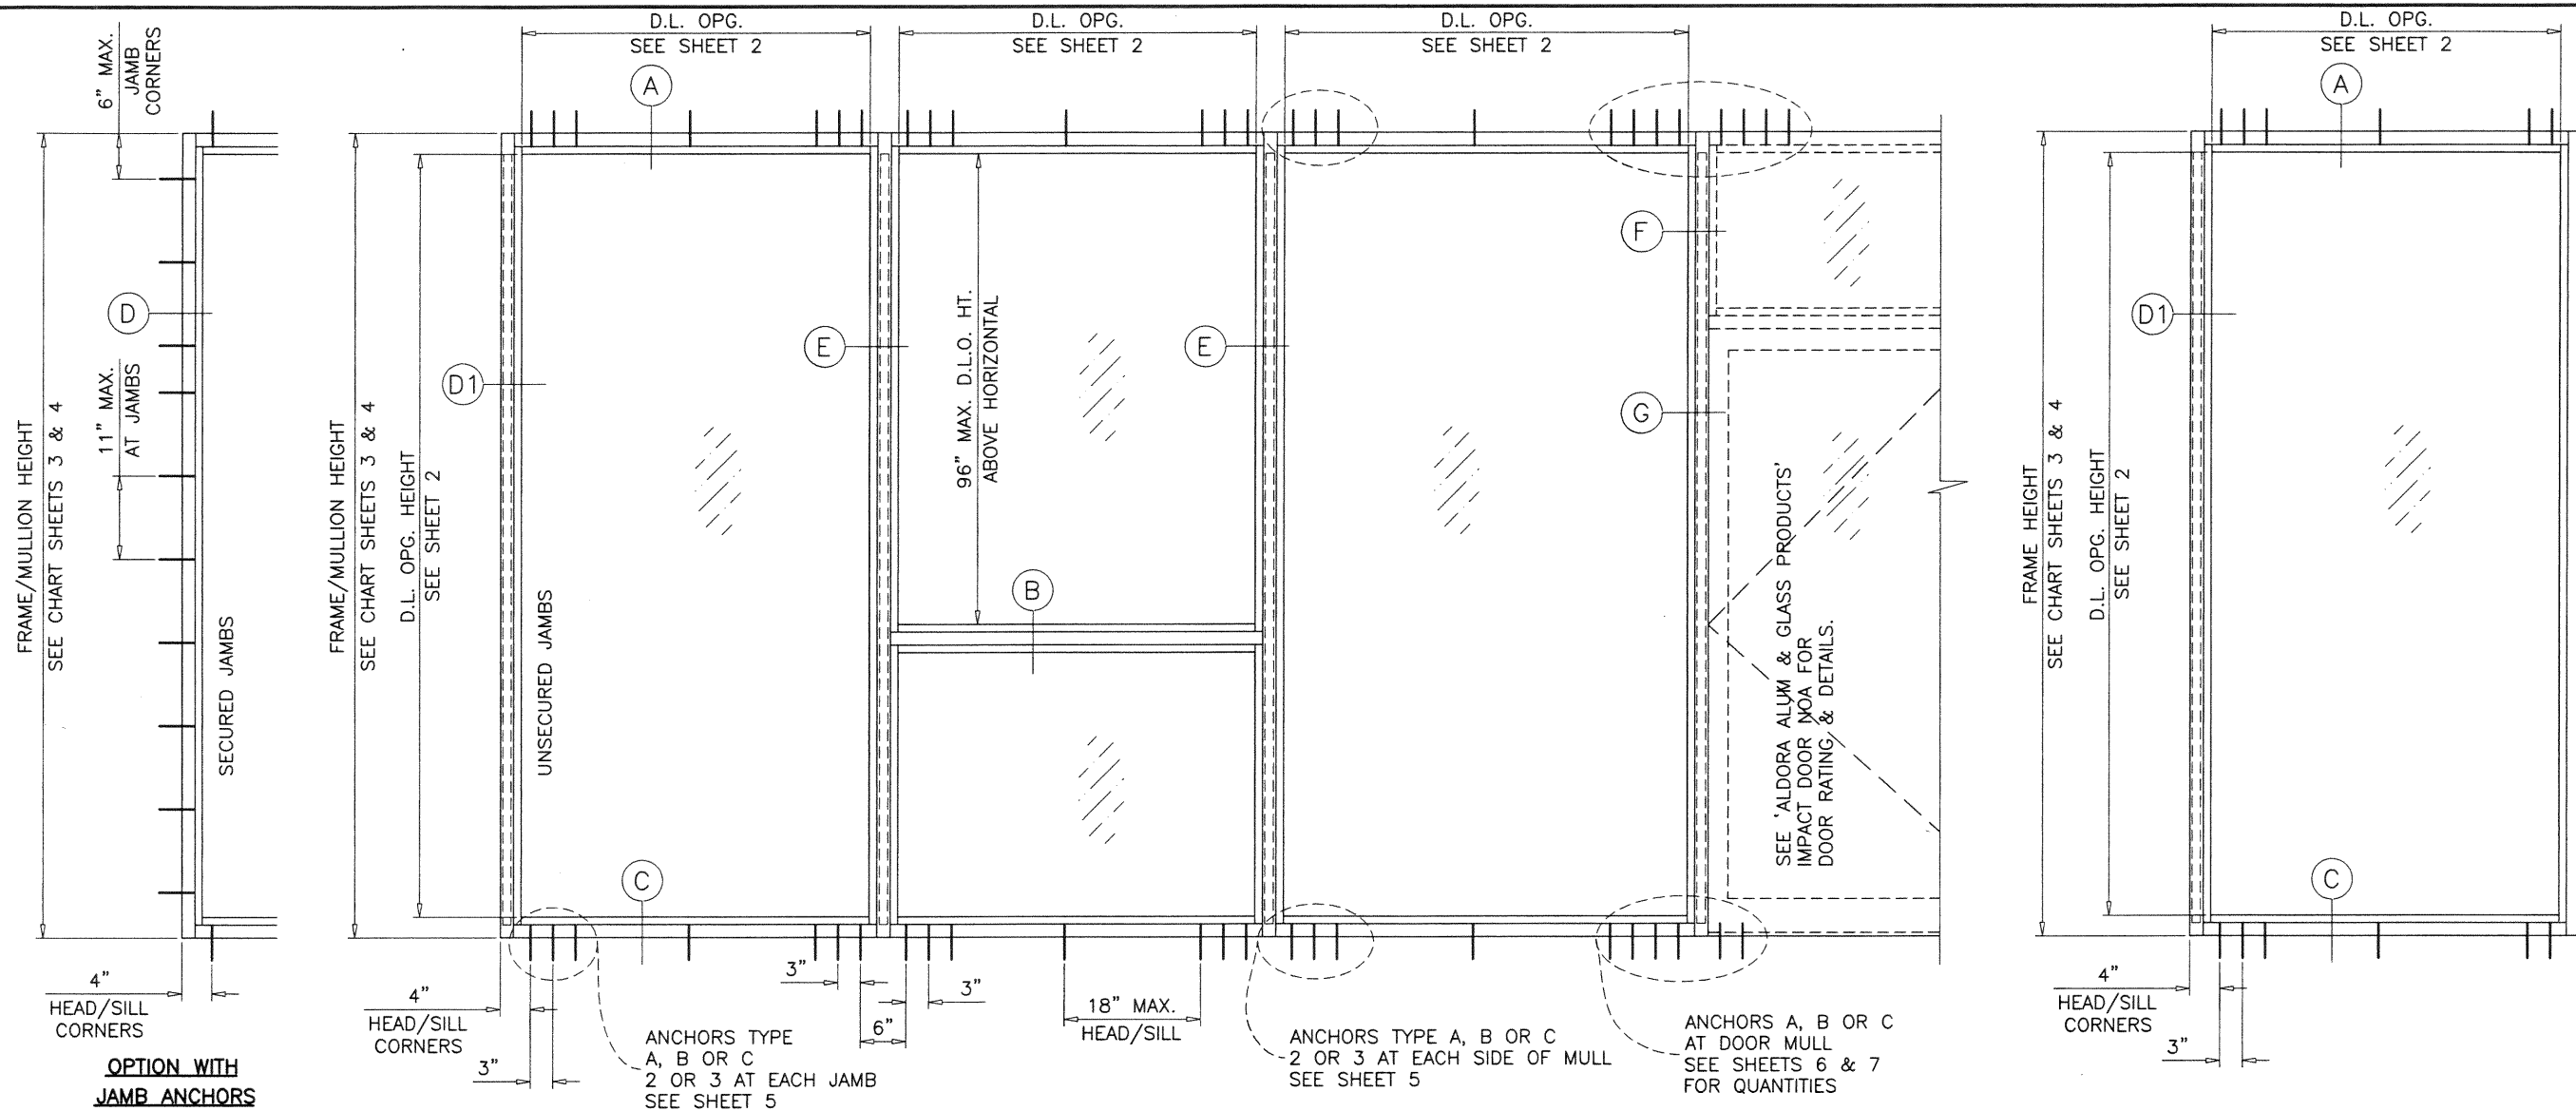 6" MAX.
JAMB
CORNERS
FRAME/MULLION HEIGHT
SEE CHART SHEETS 3 & 4
D
11" MAX.
AT JAMBS
SECURED JAMBS
4"
HEAD/SILL
CORNERS
OPTION WITH
JAMB ANCHORS
D.L. OPG.
SEE SHEET 2
A
FRAME/MULLION HEIGHT
SEE CHART SHEETS 3 & 4
D.L. OPG. HEIGHT
SEE SHEET 2
D1
UNSECURED JAMBS
C
4"
HEAD/SILL
CORNERS
3"
ANCHORS TYPE
A, B OR C
2 OR 3 AT EACH JAMB
SEE SHEET 5
3"
6"
3"
D.L. OPG.
SEE SHEET 2
E
96" MAX. D.L.O. HT.
ABOVE HORIZONTAL
B
18" MAX.
HEAD/SILL
D.L. OPG.
SEE SHEET 2
E
ANCHORS TYPE A, B OR C
2 OR 3 AT EACH SIDE OF MULL
SEE SHEET 5
F
G
SEE 'ALDORA ALUM & GLASS PRODUCTS'
IMPACT DOOR NOA FOR
DOOR RATING & DETAILS.
ANCHORS A, B OR C
AT DOOR MULL
SEE SHEETS 6 & 7
FOR QUANTITIES
D.L. OPG.
SEE SHEET 2
A
FRAME HEIGHT
SEE CHART SHEETS 3 & 4
D.L. OPG. HEIGHT
SEE SHEET 2
D1
C
4"
HEAD/SILL
CORNERS
3"